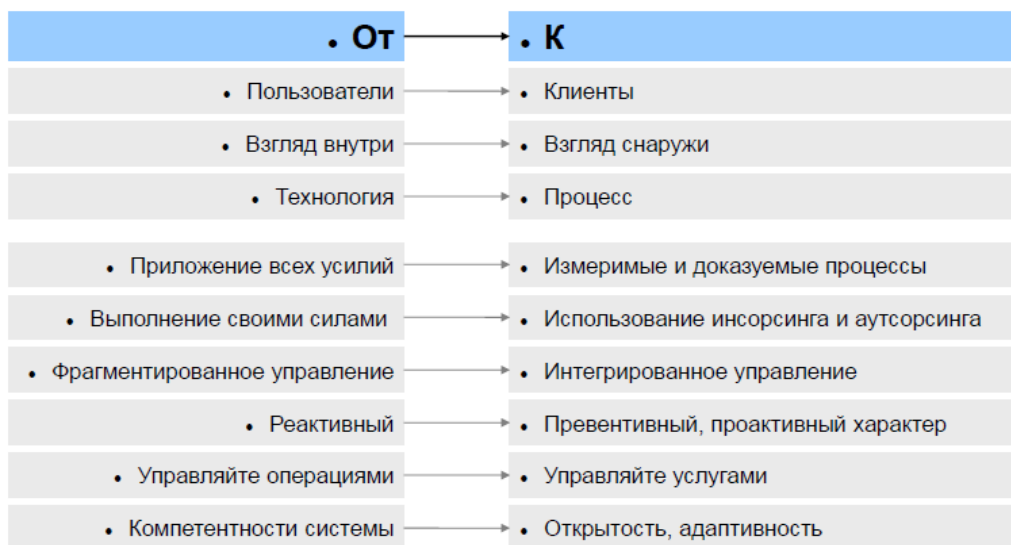 • От • К
• Пользователи • Клиенты
• Взгляд внутри • Взгляд снаружи
• Технология • Процесс
• Приложение всех усилий • Измеримые и доказуемые процессы
• Выполнение своими силами • Использование инсорсинга и аутсорсинга
• Фрагментированное управление • Интегрированное управление
• Реактивный • Превентивный, проактивный характер
• Управляйте операциями • Управляйте услугами
• Компетентности системы • Открытость, адаптивность